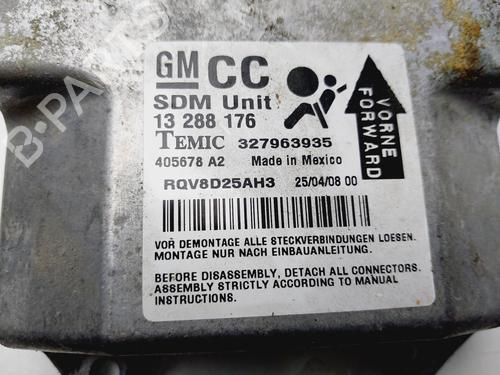 GM CC
SDM Unit
13 288 176
TEMIC 327963935
405678 A2 Made in Mexico
RQV8D25AH3 25/04/08 00
VORNE
FORWARD
VOR DEMONTAGE ALLE STECKVERBINDUNGEN LOESEN.
MONTAGE NUR NACH EINBAUANLEITUNG
BEFORE DISASSEMBLY, DETACH ALL CONNECTORS.
ASSEMBLY STRICTLY ACCORDING TO MANUAL
INSTRUCTIONS.
B-PARTS